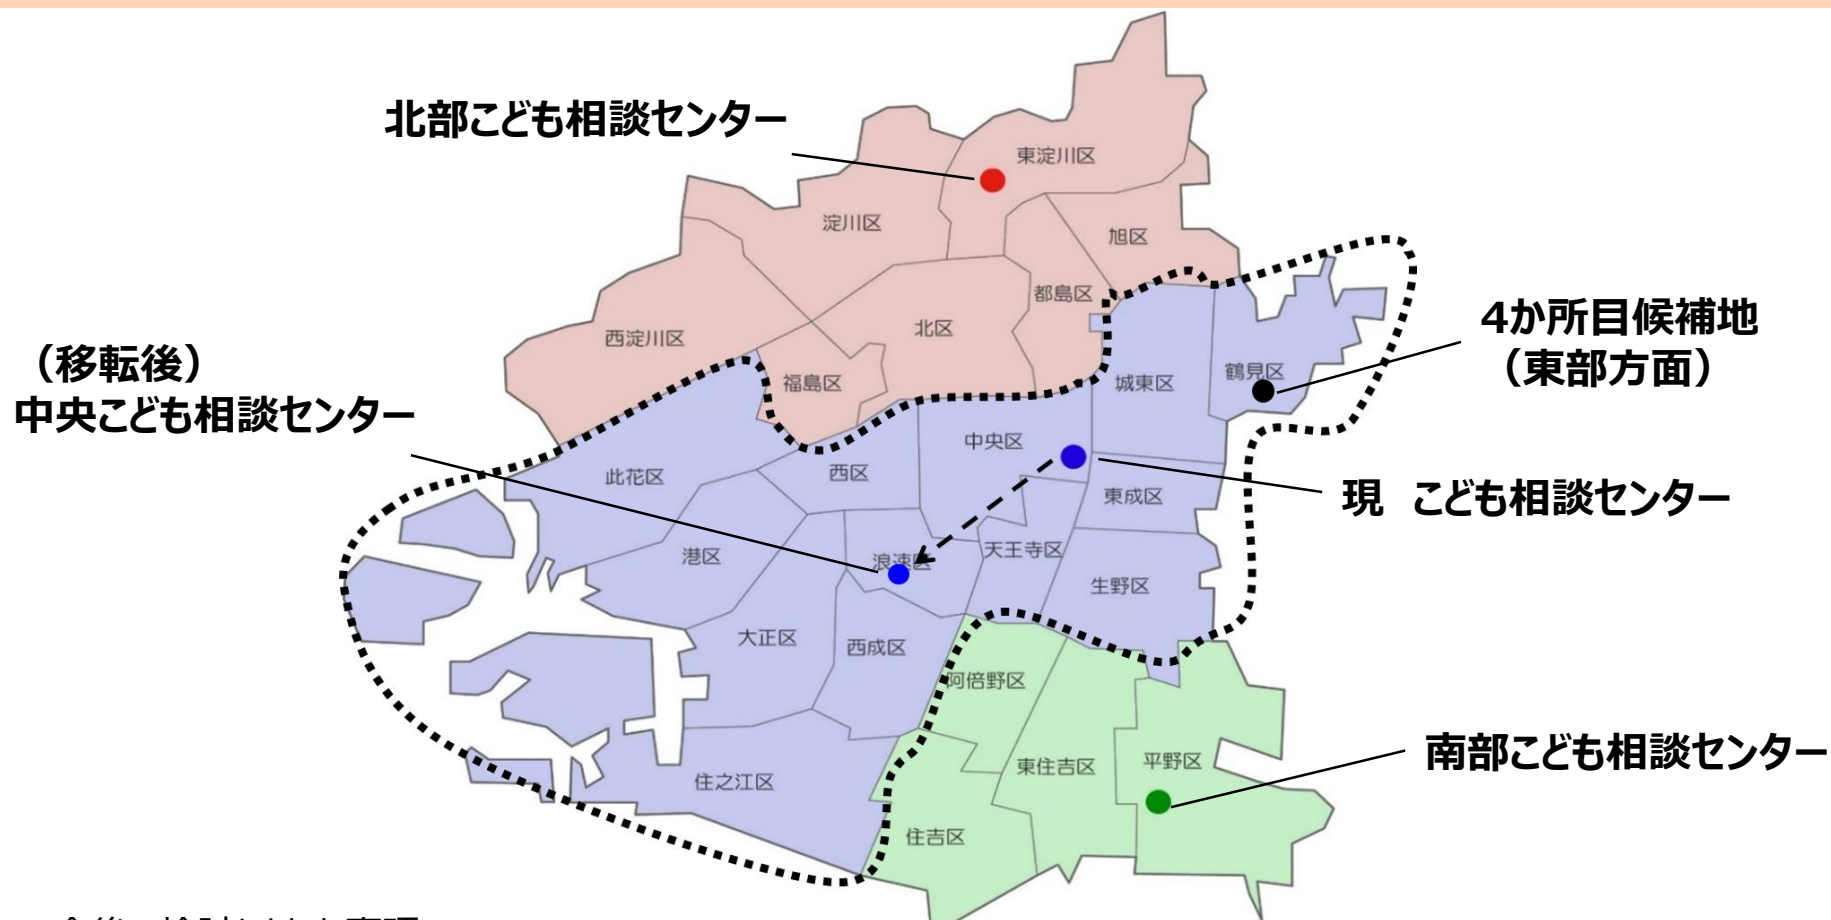 北部こども相談センター
東淀川区
淀川区
旭区
都島区
北区
西淀川区
福島区
4か所目候補地
（東部方面）
鶴見区
城東区
（移転後）
中央こども相談センター
中央区
西区
此花区
東成区
現 こども相談センター
港区
浪速区
天王寺区
生野区
大正区
西成区
阿倍野区
南部こども相談センター
東住吉区
平野区
住之江区
住吉区